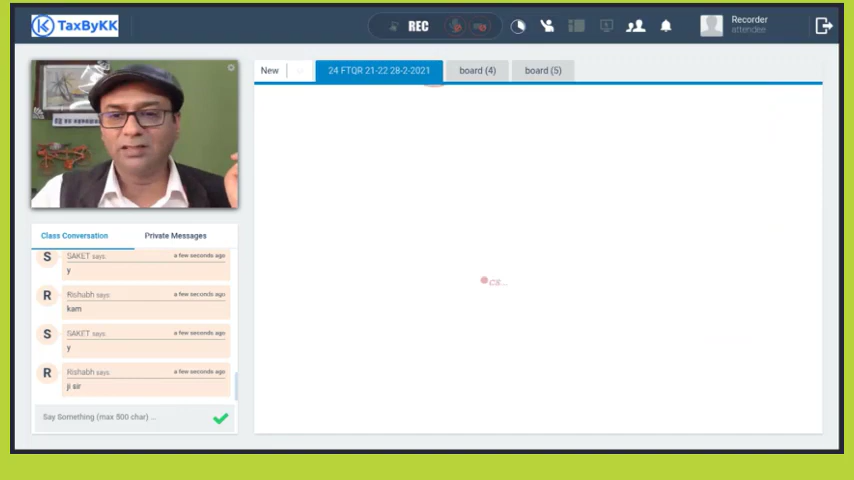 TaxByKK
REC
Recorder
attendee
New
24 FTQR 21-22 28-2-2021
board (4)
board (5)
Class Conversation
Private Messages
S
SAKET says:
a few seconds ago
y
R
Rishabh says:
a few seconds ago
kam
S
SAKET says:
a few seconds ago
y
R
Rishabh says:
a few seconds ago
ji sir
Say Something (max 500 char) ...
cs...